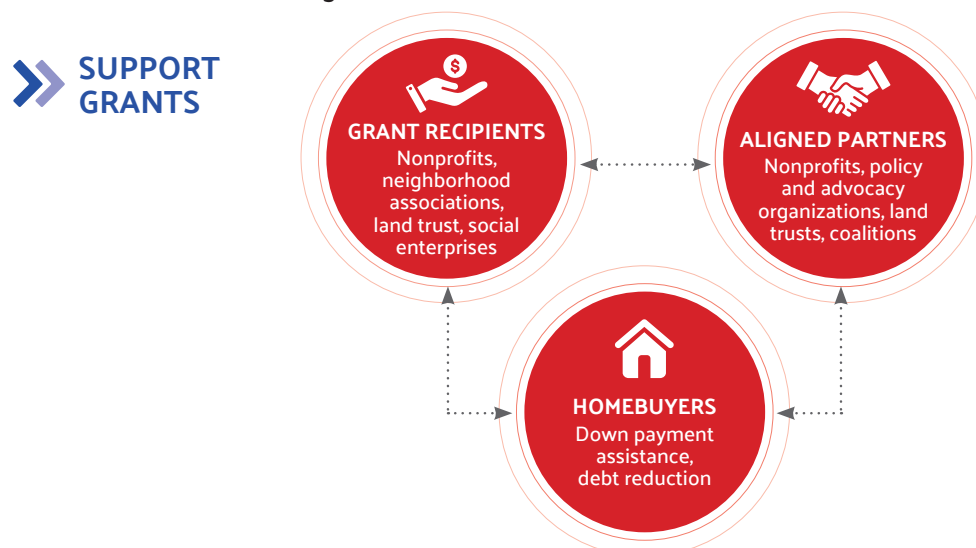 SUPPORT
GRANTS
$
GRANT RECIPIENTS
Nonprofits,
neighborhood
associations,
land trust, social
enterprises
ALIGNED PARTNERS
Nonprofits, policy
and advocacy
organizations, land
trusts, coalitions
HOMEBUYERS
Down payment
assistance,
debt reduction